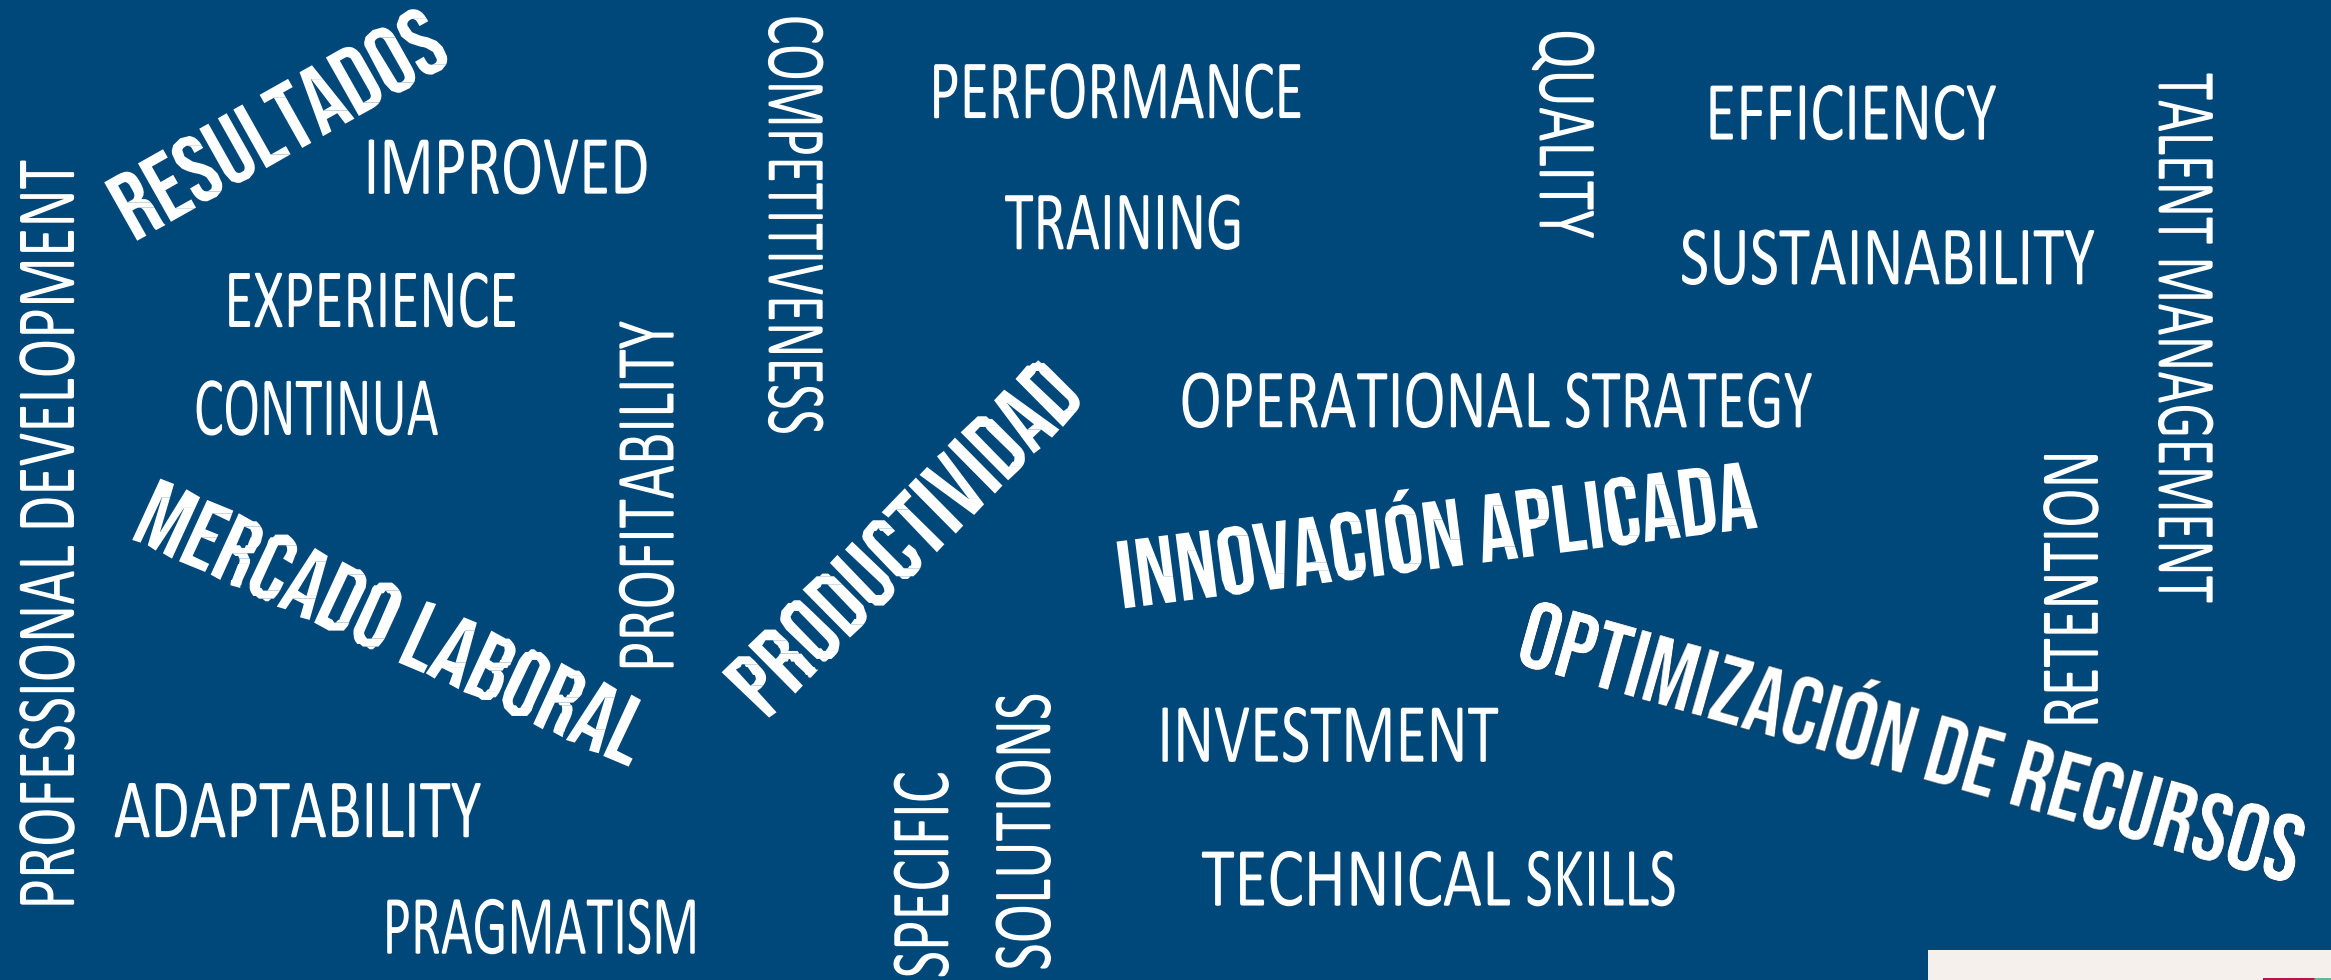 RESULTADOS
IMPROVED
EXPERIENCE
CONTINUA
PROFESSIONAL DEVELOPMENT
MERCADO LABORAL
PROFITABILITY
ADAPTABILITY
PRAGMATISM
COMPETITIVENESS
PERFORMANCE
TRAINING
PRODUCTIVIDAD
QUALITY
EFFICIENCY
SUSTAINABILITY
TALENT MANAGEMENT
OPERATIONAL STRATEGY
INNOVACIÓN APLICADA
RETENTION
OPTIMIZACIÓN DE RECURSOS
SPECIFIC
SOLUTIONS
INVESTMENT
TECHNICAL SKILLS